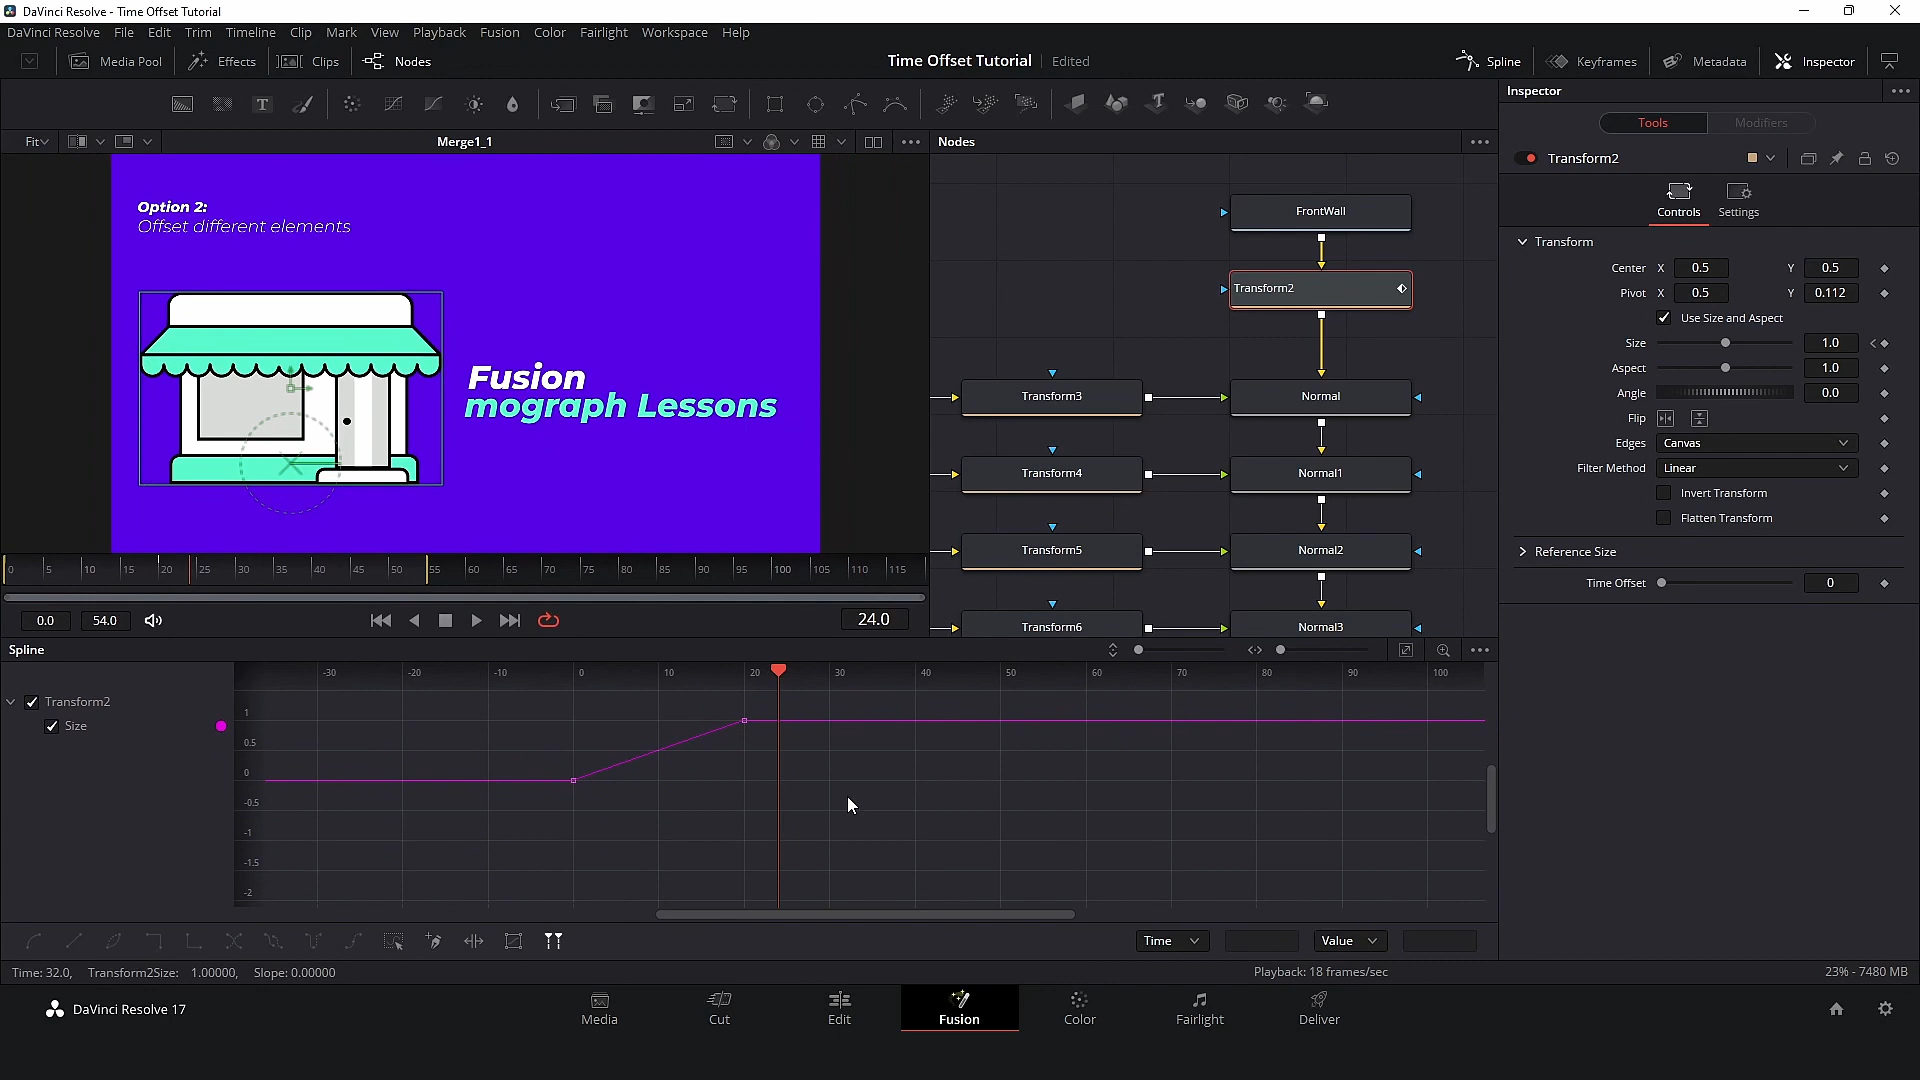 DaVinci Resolve - Time Offset Tutorial
DaVinci Resolve File Edit Trim Timeline Clip Mark View Playback Fusion Color Fairlight Workspace Help
Media Pool Effects Clips Nodes Time Offset Tutorial Edited Spline Keyframes Metadata Inspector
Inspector
Tools Modifiers
Fit Merge1_1 Nodes
Transform2
Controls Settings
Option 2:
Offset different elements
Fusion
mograph Lessons
FrontWall
Transform2
Transform3 Normal
Transform4 Normal1
Transform5 Normal2
Transform6 Normal3
Transform
Center X 0.5 Y 0.5
Pivot X 0.5 Y 0.112
Use Size and Aspect
Size 1.0
Aspect 1.0
Angle 0.0
Flip
Edges Canvas
Filter Method Linear
Invert Transform
Flatten Transform
Reference Size
Time Offset 0
0 5 10 15 20 25 30 35 40 45 50 55 60 65 70 75 80 85 90 95 100 105 110 115
0.0 54.0 24.0
Spline
-30 -20 -10 0 10 20 30 40 50 60 70 80 90 100
Transform2
Size
1
0.5
0
-0.5
-1
-1.5
-2
Time Value
Time: 32.0, Transform2Size: 1.00000, Slope: 0.00000 Playback: 18 frames/sec 23% - 7480 MB
DaVinci Resolve 17 Media Cut Edit Fusion Color Fairlight Deliver